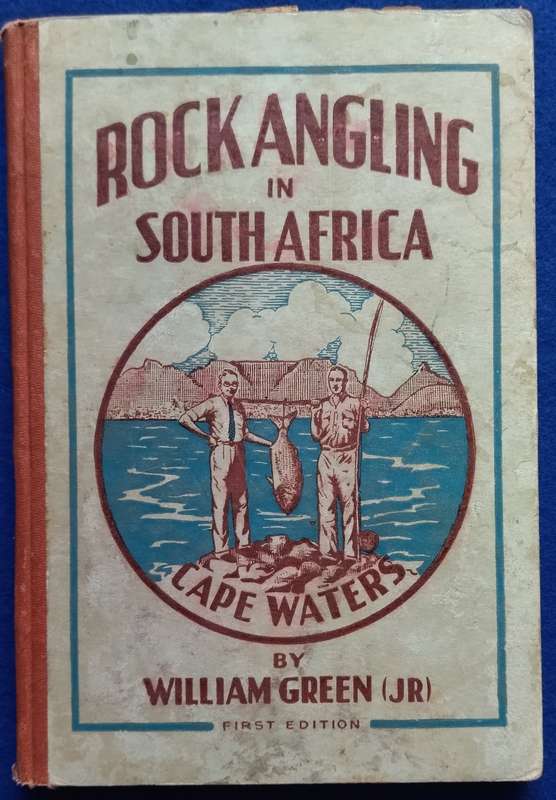 ROCK ANGLING
IN
SOUTH AFRICA
CAPE WATERS
BY
WILLIAM GREEN (JR)
FIRST EDITION